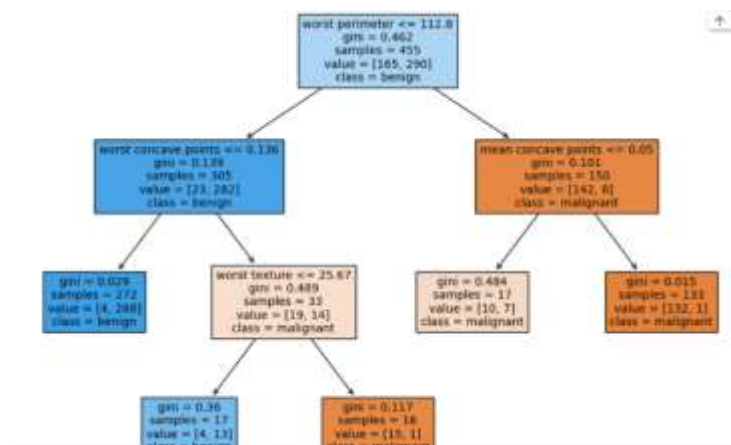 worst perimeter <= 112.8
gini = 0.462
samples = 455
value = [165, 290]
class = benign
worst concave points <= 0.136
gini = 0.139
samples = 305
value = [23, 282]
class = benign
mean concave points <= 0.05
gini = 0.101
samples = 150
value = [142, 8]
class = malignant
gini = 0.029
samples = 272
value = [4, 268]
class = benign
worst texture <= 25.67
gini = 0.489
samples = 33
value = [19, 14]
class = malignant
gini = 0.484
samples = 17
value = [10, 7]
class = malignant
gini = 0.015
samples = 133
value = [132, 1]
class = malignant
gini = 0.36
samples = 17
value = [4, 13]
gini = 0.117
samples = 16
value = [15, 1]